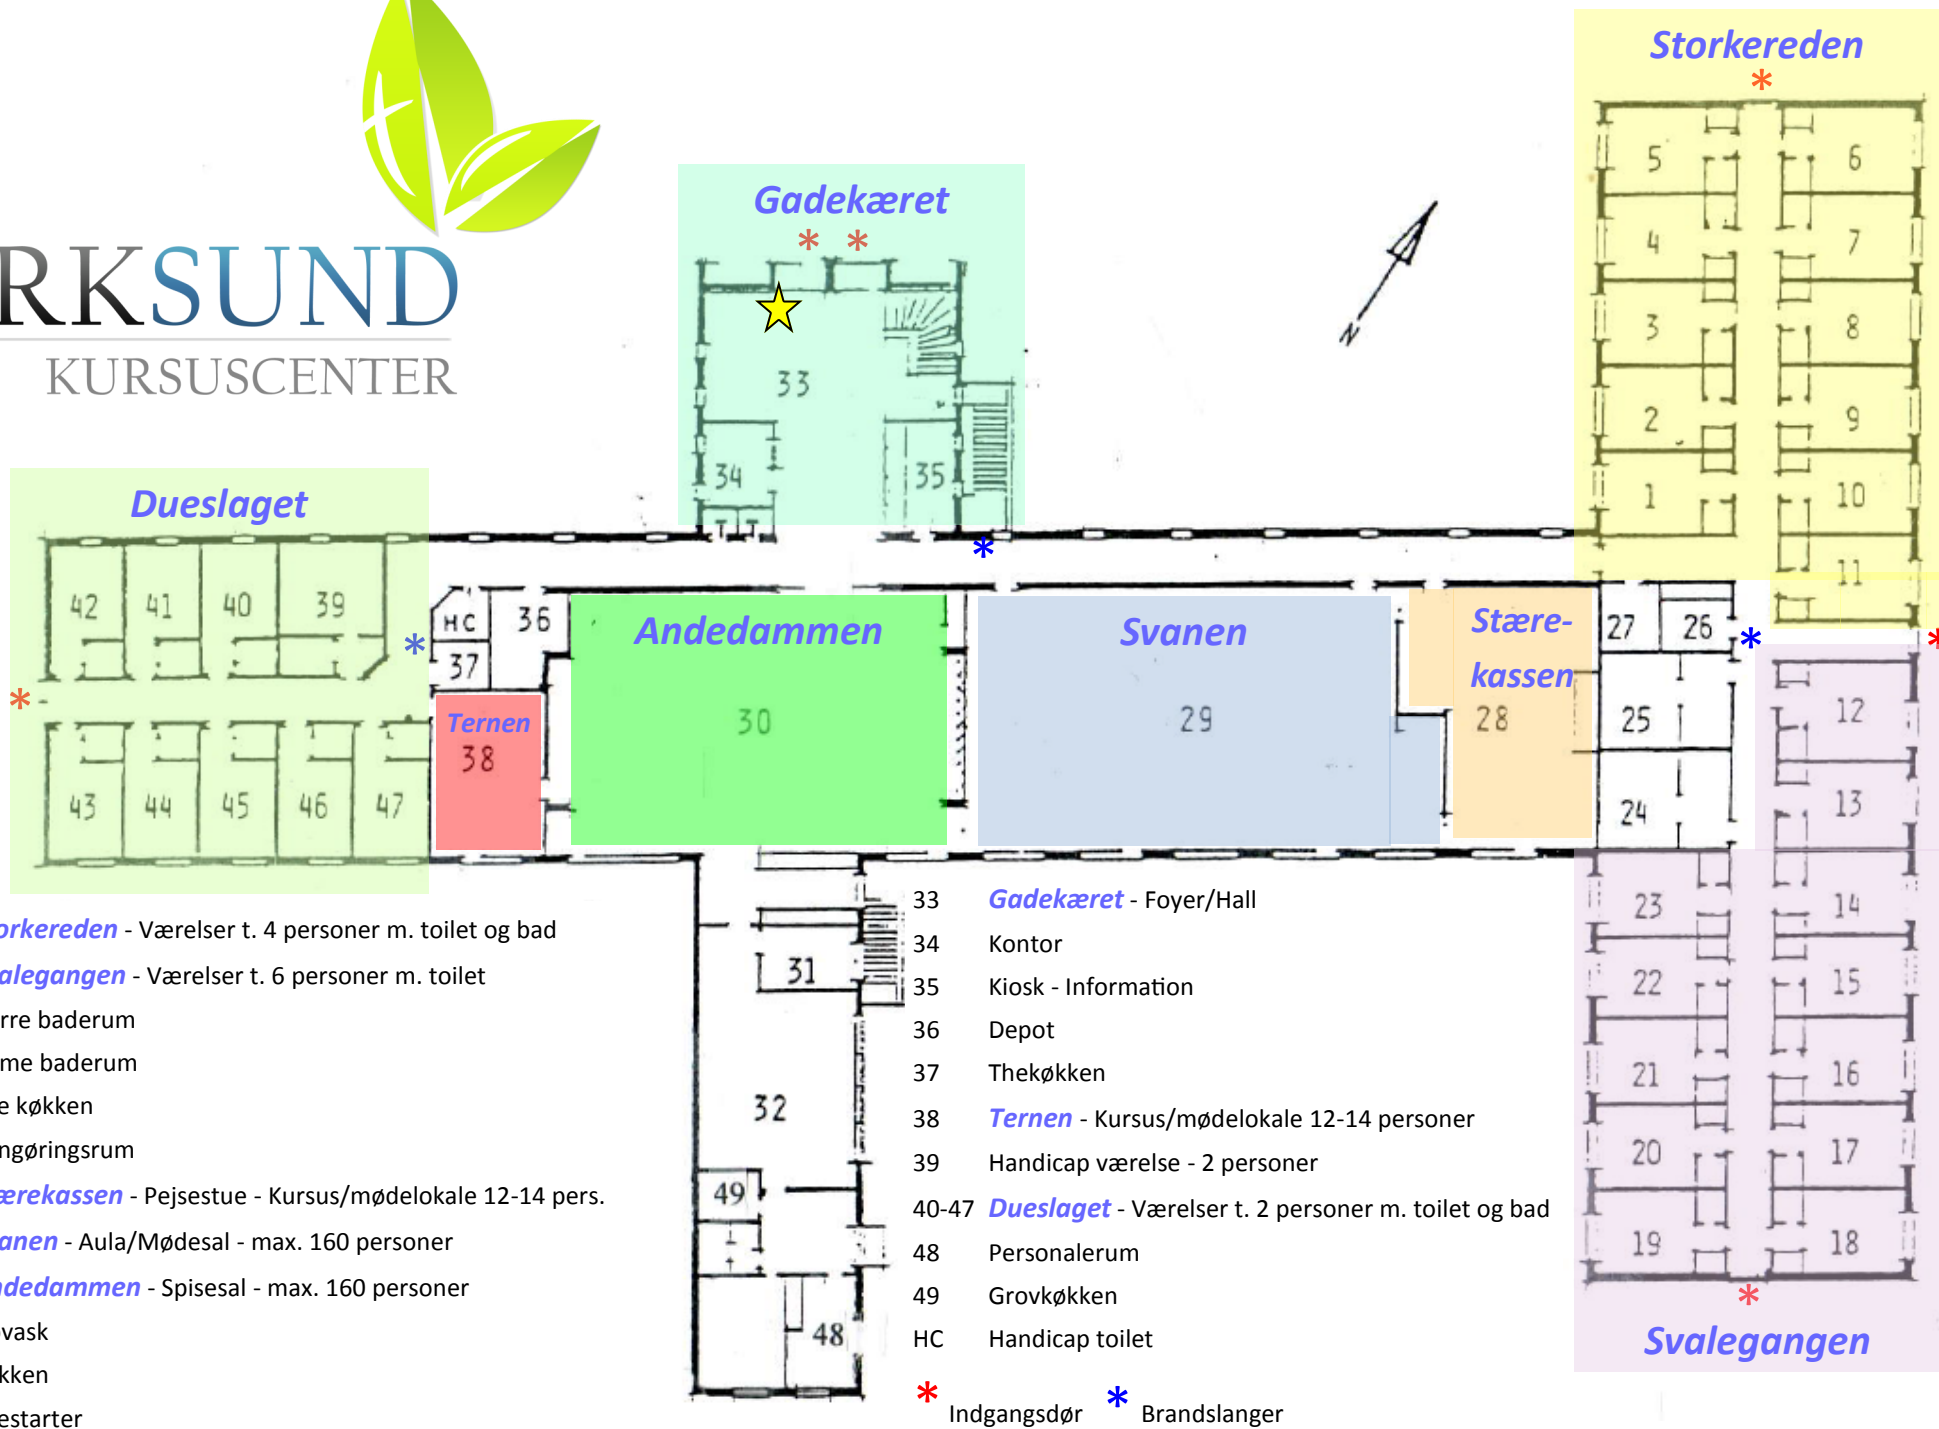 Storkereden
Gadekæret
RKSUND
KURSUSCENTER
N
5
6
4
7
3
8
2
9
1
10
11
33
34
35
Dueslaget
42
41
40
39
HC
36
37
43
44
45
46
47
Ternen
38
Andedammen
30
Svanen
29
Stære-
kassen
28
27
26
25
24
12
13
23
14
22
15
21
16
20
17
19
18
Svalegangen
31
32
49
48
orkereden - Værelser t. 4 personer m. toilet og bad
alegangen - Værelser t. 6 personer m. toilet
rre baderum
me baderum
e køkken
ngøringsrum
ærekassen - Pejsestue - Kursus/mødelokale 12-14 pers.
anen - Aula/Mødesal - max. 160 personer
ndedammen - Spisesal - max. 160 personer
ovask
kken
estarter
33 Gadekæret - Foyer/Hall
34 Kontor
35 Kiosk - Information
36 Depot
37 Thekøkken
38 Ternen - Kursus/mødelokale 12-14 personer
39 Handicap værelse - 2 personer
40-47 Dueslaget - Værelser t. 2 personer m. toilet og bad
48 Personalerum
49 Grovkøkken
HC Handicap toilet
* Indgangsdør * Brandslanger